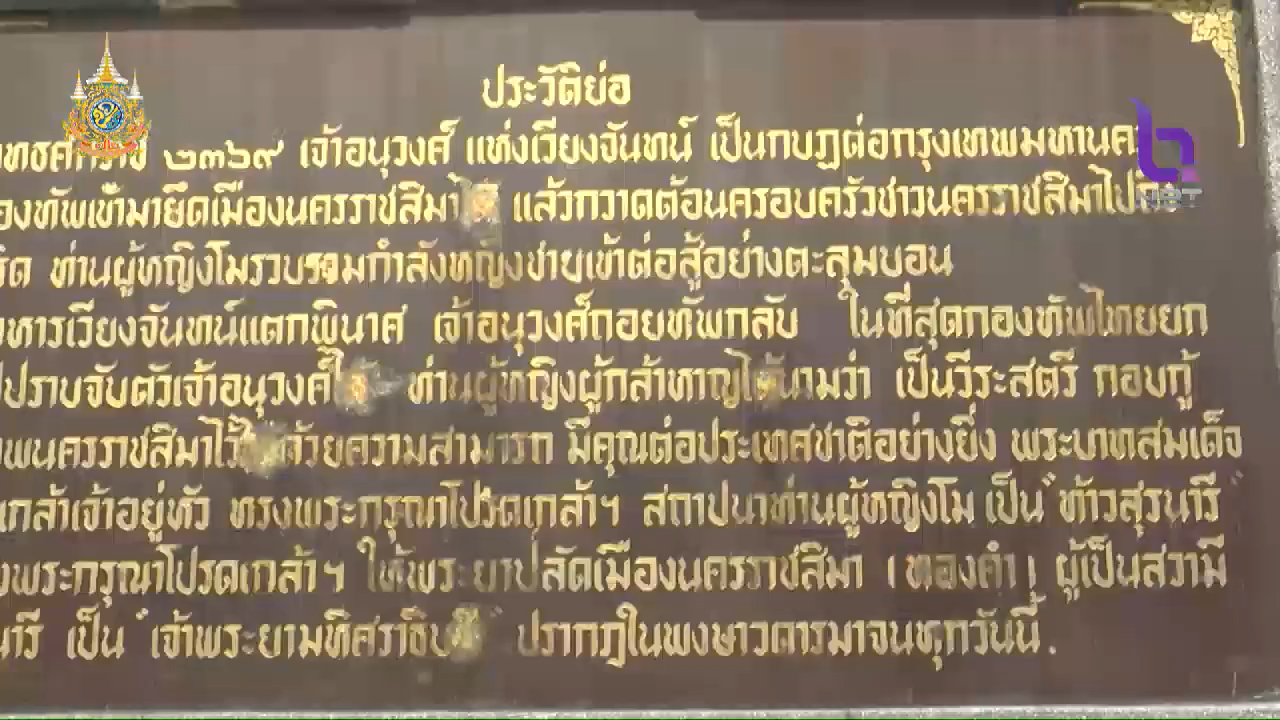 ประวัติย่อ
๒๓๖๙ เจ้าอนุวงศ์ แห่งเวียงจันทน์ เป็นกบฏต่อกรุงเทพมหานค
องทัพเข้ามายึดเมืองนครราชสีมา แล้วกวาดต้อนครอบครัวชาวนครราชสีมาไป
ท่านผู้หญิงโมรวบรวมกำลังหญิงชายเข้าต่อสู้อย่างตะลุมบอน
ทหารเวียงจันทน์แตกพินาศ เจ้าอนุวงศ์ถอยทัพกลับ ในที่สุดกองทัพไทยยก
ปราบจับตัวเจ้าอนุวงศ์ได้ ท่านผู้หญิงผู้กล้าหาญได้นามว่า เป็นวีระสตรี กอบกู้
พนครราชสีมาไว้ได้ด้วยความสามารถ มีคุณต่อประเทศชาติอย่างยิ่ง พระบาทสมเด็จ
เกล้าเจ้าอยู่หัว ทรงพระกรุณาโปรดเกล้าฯ สถาปนาท่านผู้หญิงโม เป็น "ท้าวสุรนารี"
พระกรุณาโปรดเกล้าฯ ให้พระยาปลัดเมืองนครราชสีมา (ทองคำ) ผู้เป็นสวามี
นารี เป็น "เจ้าพระยามหิศราธิบดี" ปรากฏในพงษาวดารมาจนทุกวันนี้.
NBT